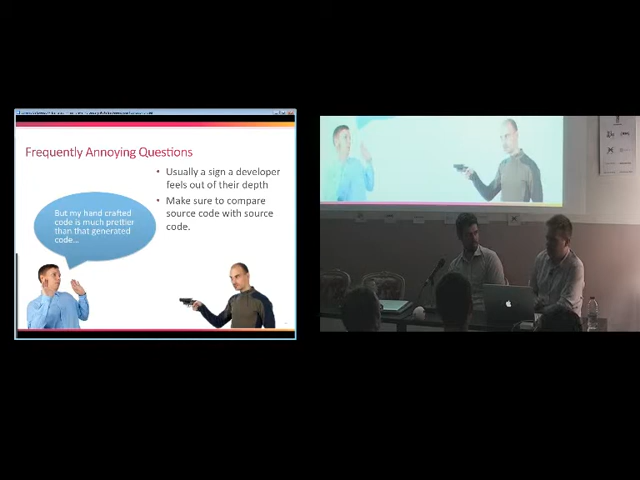 Frequently Annoying Questions
• Usually a sign a developer
feels out of their depth
• Make sure to compare
source code with source
code.
But my hand crafted
code is much prettier
than that generated
code...